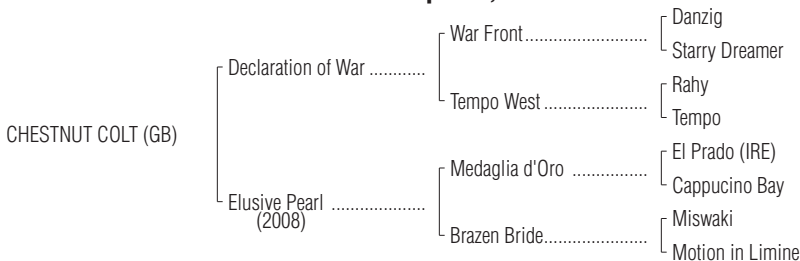 Danzig
War Front
Starry Dreamer
Declaration of War
Rahy
Tempo West
Tempo
CHESTNUT COLT (GB)
El Prado (IRE)
Medaglia d'Oro
Cappucino Bay
Elusive Pearl
(2008)
Miswaki
Brazen Bride
Motion in Limine